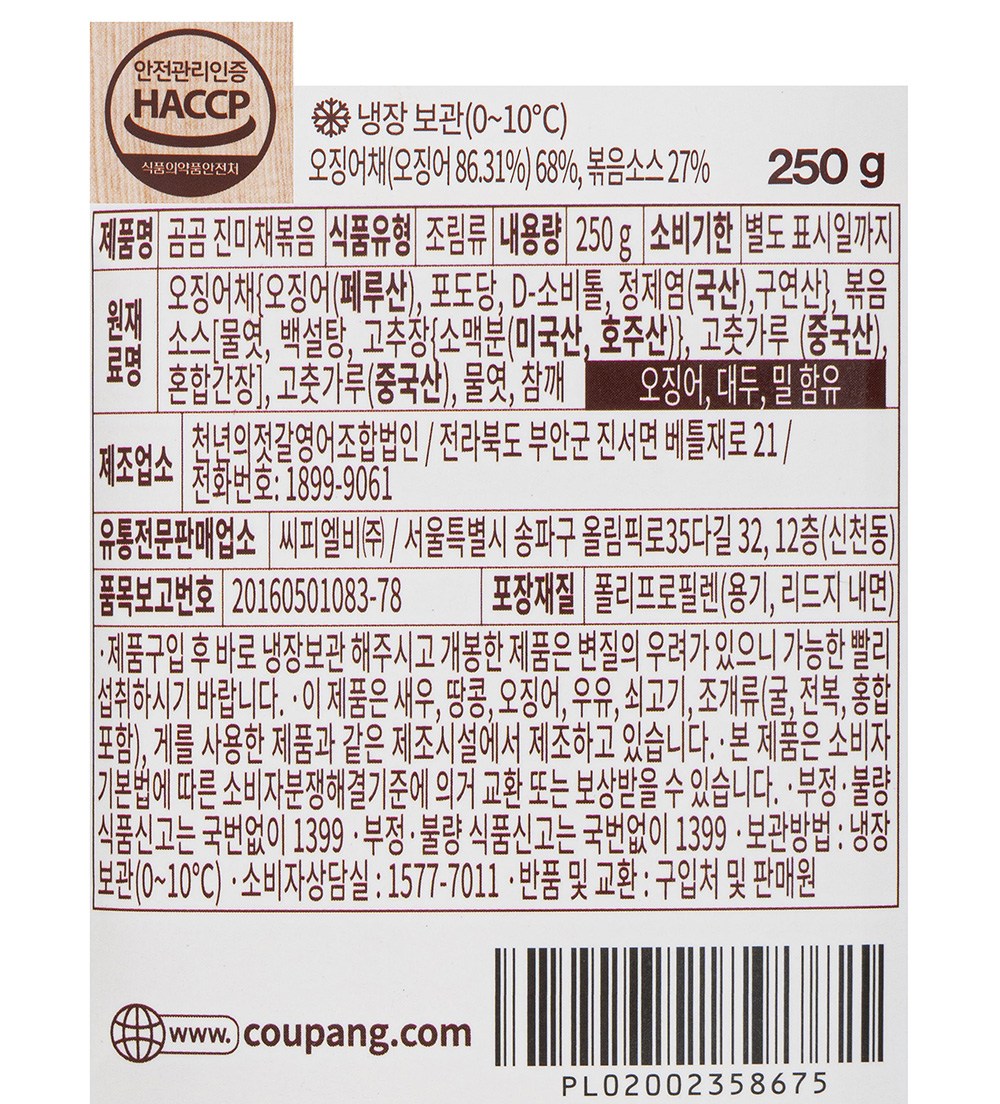 안전관리인증
HACCP
식품의약품안전처
냉장 보관(0~10℃)
오징어채(오징어 86.31%) 68%, 볶음소스 27%
250 g
제품명 곰곰 진미채볶음 식품유형 조림류 내용량 250 g 소비기한 별도 표시일까지
원재료명
오징어채{오징어(페루산), 포도당, D-소비톨, 정제염(국산),구연산}, 볶음
소스[물엿, 백설탕, 고추장{소맥분(미국산, 호주산)}, 고춧가루 (중국산),
혼합간장], 고춧가루(중국산), 물엿, 참깨
오징어, 대두, 밀 함유
제조업소
천년의젓갈영어조합법인 / 전라북도 부안군 진서면 베틀재로 21 /
전화번호: 1899-9061
유통전문판매업소 씨피엘비(주) / 서울특별시 송파구 올림픽로35다길 32, 12층(신천동)
품목보고번호 20160501083-78 포장재질 폴리프로필렌(용기, 리드지 내면)
·제품구입 후 바로 냉장보관 해주시고 개봉한 제품은 변질의 우려가 있으니 가능한 빨리
섭취하시기 바랍니다. ·이 제품은 새우, 땅콩, 오징어, 우유, 쇠고기, 조개류(굴, 전복, 홍합
포함), 게를 사용한 제품과 같은 제조시설에서 제조하고 있습니다. ·본 제품은 소비자
기본법에 따른 소비자분쟁해결기준에 의거 교환 또는 보상받을 수 있습니다. ·부정·불량
식품신고는 국번없이 1399 ·부정·불량 식품신고는 국번없이 1399 ·보관방법 : 냉장
보관(0~10℃) ·소비자상담실 : 1577-7011 ·반품 및 교환 : 구입처 및 판매원
www. coupang.com
PL02002358675